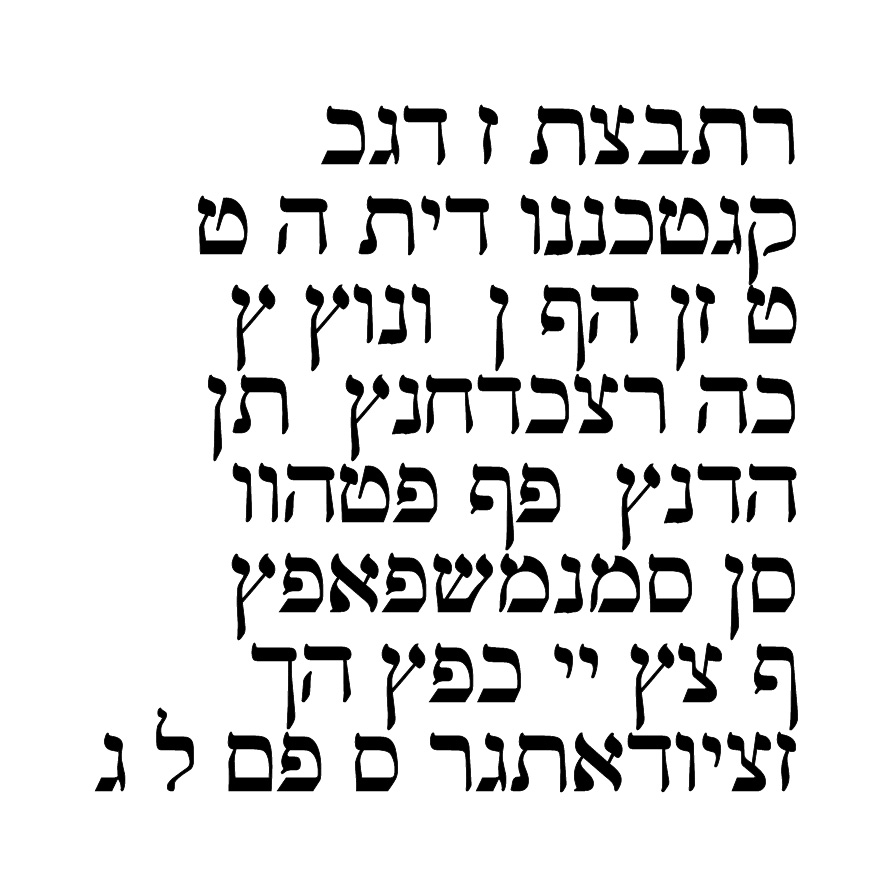 רתבצת ז דגכ
קגטכננו דית ה ט
ט זן הף ן ונוץ ץ
כה רצכדחנץ תן
הדנץ פף פטהוו
סן סמנמשפאפץ
ף צץ יי כפץ הך
זציודאתגר ס פם ל ג